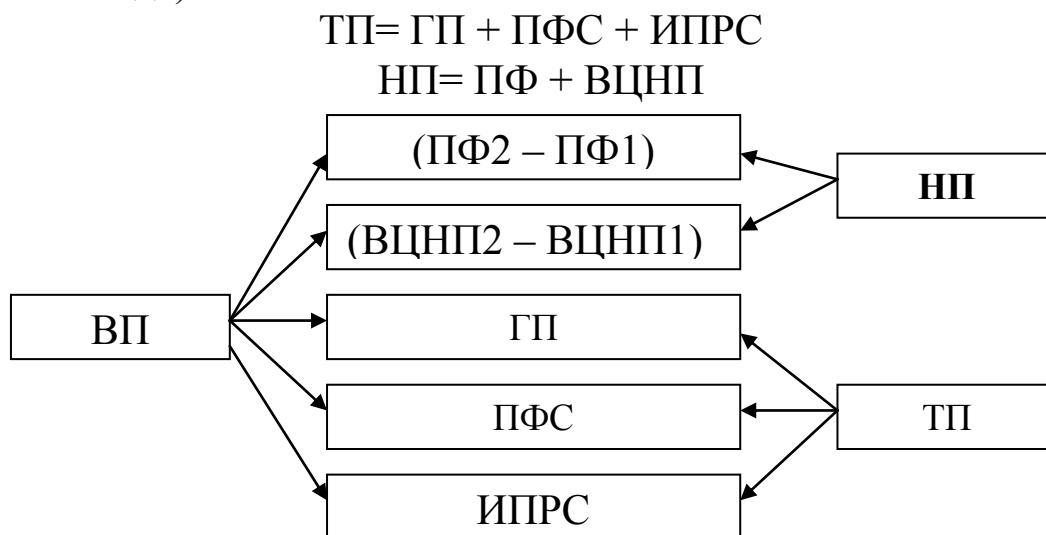 ТП= ГП + ПФС + ИПРС
НП= ПФ + ВЦНП
(ПФ2 – ПФ1)
НП
(ВЦНП2 – ВЦНП1)
ВП
ГП
ПФС
ТП
ИПРС